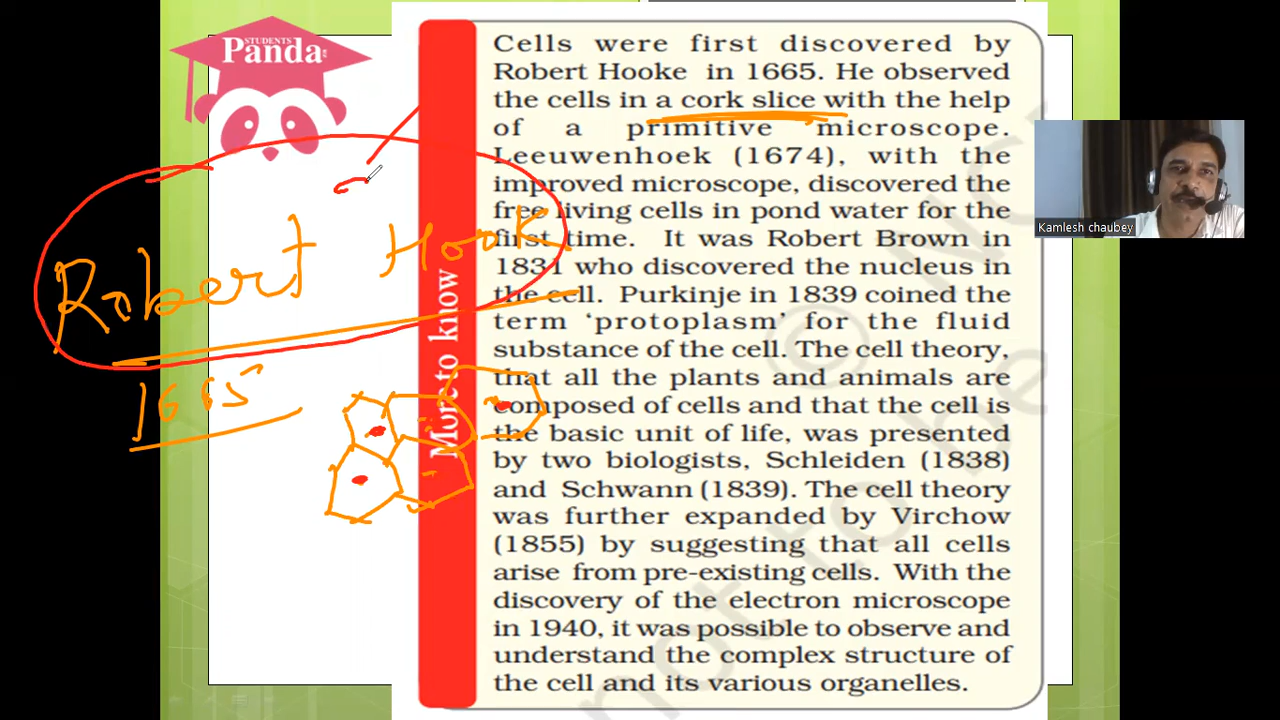 STUDENTS
Panda
Robert Hook
1665
More to know
Cells were first discovered by
Robert Hooke in 1665. He observed
the cells in a cork slice with the help
of a primitive microscope.
Leeuwenhoek (1674), with the
improved microscope, discovered the
free living cells in pond water for the
first time. It was Robert Brown in
1831 who discovered the nucleus in
the cell. Purkinje in 1839 coined the
term ‘protoplasm’ for the fluid
substance of the cell. The cell theory,
that all the plants and animals are
composed of cells and that the cell is
the basic unit of life, was presented
by two biologists, Schleiden (1838)
and Schwann (1839). The cell theory
was further expanded by Virchow
(1855) by suggesting that all cells
arise from pre-existing cells. With the
discovery of the electron microscope
in 1940, it was possible to observe and
understand the complex structure of
the cell and its various organelles.
Kamlesh chaubey
not to be